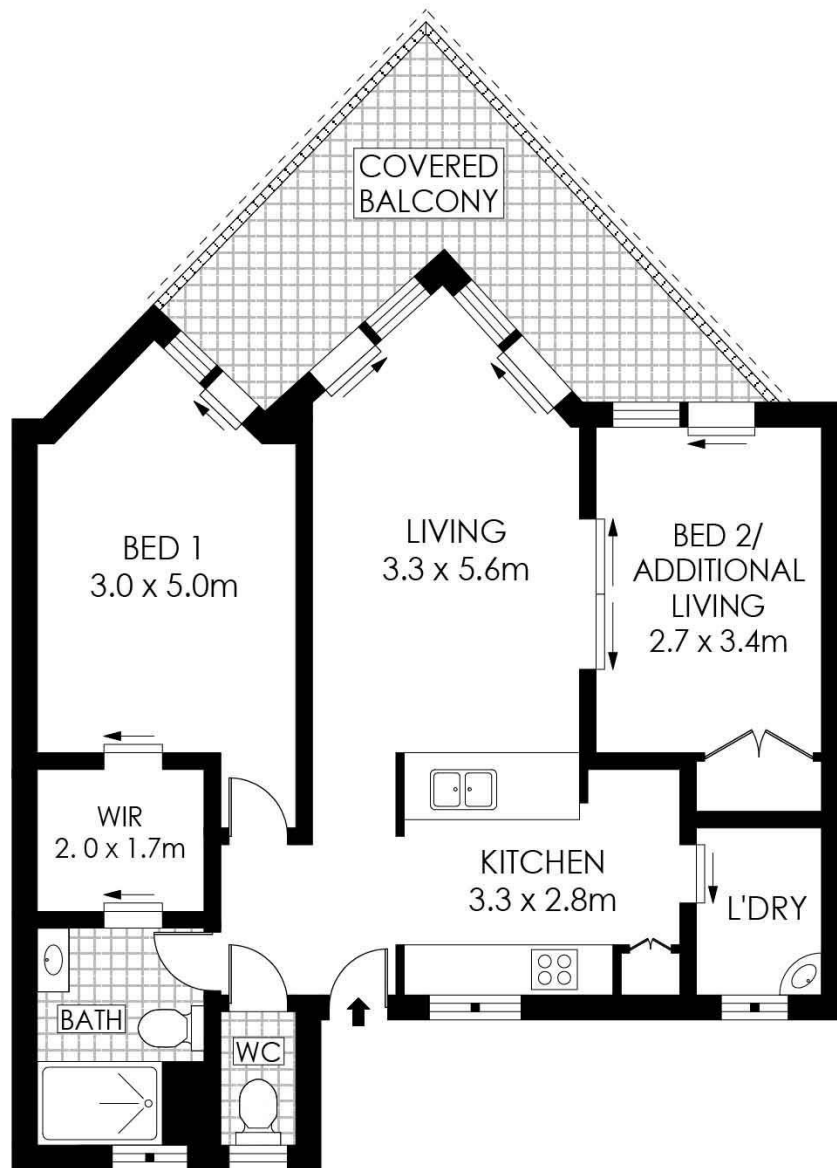 COVERED
BALCONY
BED 1
3.0 x 5.0m
LIVING
3.3 x 5.6m
BED 2/
ADDITIONAL
LIVING
2.7 x 3.4m
WIR
2. 0 x 1.7m
KITCHEN
3.3 x 2.8m
L'DRY
BATH
WC